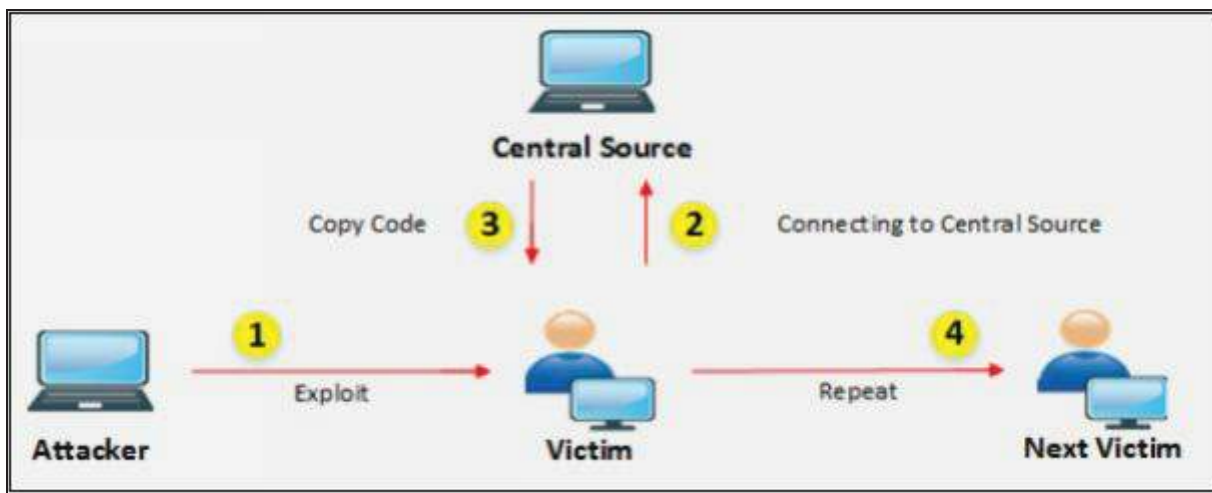 Central Source
Copy Code
3
2
Connecting to Central Source
1
4
Exploit
Repeat
Attacker
Victim
Next Victim